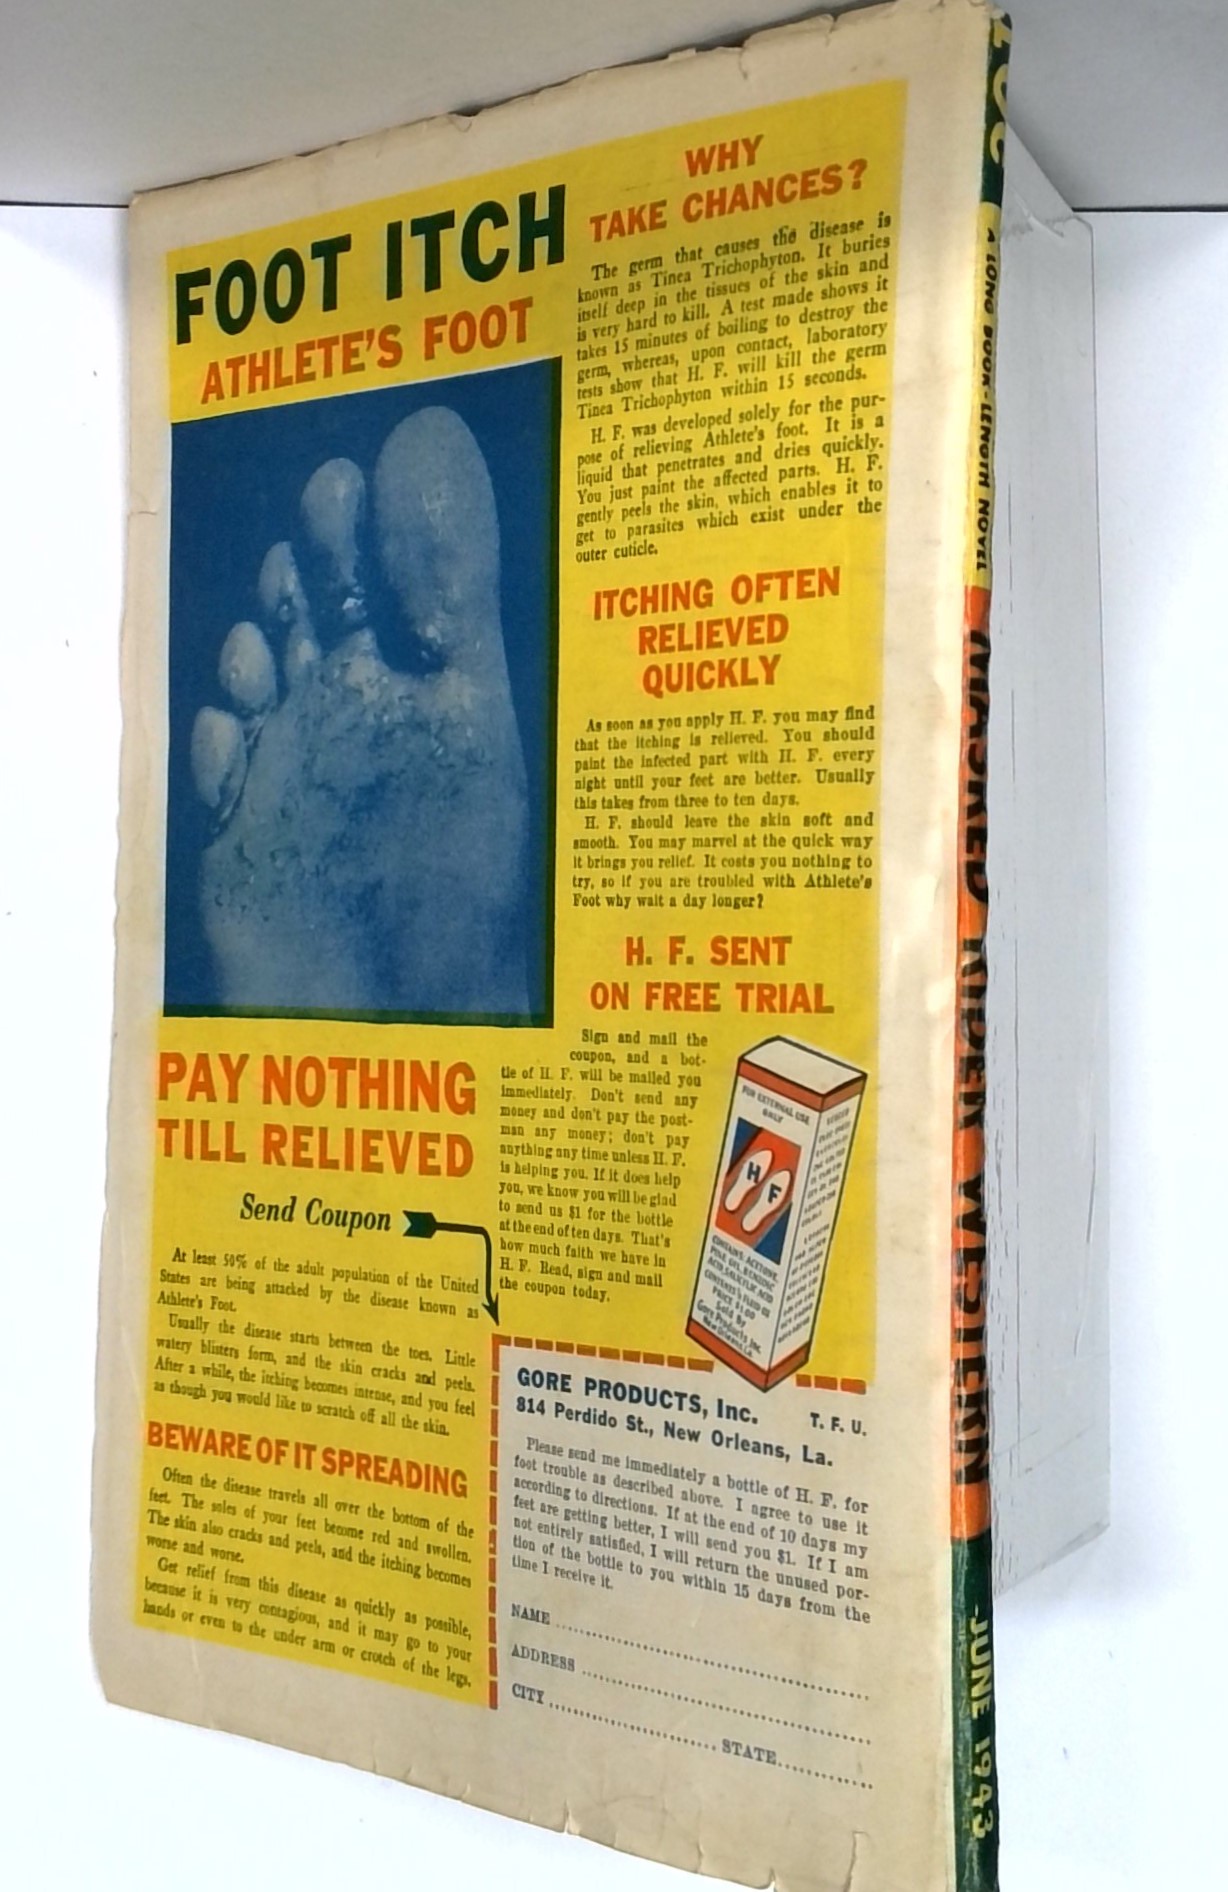 FOOT ITCH
ATHLETE'S FOOT
PAY NOTHING
TILL RELIEVED
Send Coupon
At least 50% of the adult population of the United
States are being attacked by the disease known as
Athlete's Foot.
Usually the disease starts between the toes. Little
watery blisters form, and the skin cracks and peels.
After a while, the itching becomes intense, and you feel
as though you would like to scratch off all the skin.
BEWARE OF IT SPREADING
Often the disease travels all over the bottom of the
feet. The soles of your feet become red and swollen.
The skin also cracks and peels, and the itching becomes
worse and worse.
Get relief from this disease as quickly as possible,
because it is very contagious, and it may go to your
hands or even to the under arm or crotch of the legs.
WHY
TAKE CHANCES?
The germ that causes the disease is
known as Tinea Trichophyton. It buries
itself deep in the tissues of the skin and
is very hard to kill. A test made shows it
takes 15 minutes of boiling to destroy the
germ, whereas, upon contact, laboratory
tests show that H. F. will kill the germ
Tinea Trichophyton within 15 seconds.
H. F. was developed solely for the pur-
pose of relieving Athlete's foot. It is a
liquid that penetrates and dries quickly.
You just paint the affected parts. H. F.
gently peels the skin, which enables it to
get to parasites which exist under the
outer cuticle.
ITCHING OFTEN
RELIEVED
QUICKLY
As soon as you apply H. F. you may find
that the itching is relieved. You should
paint the infected part with H. F. every
night until your feet are better. Usually
this takes from three to ten days.
H. F. should leave the skin soft and
smooth. You may marvel at the quick way
it brings you relief. It costs you nothing to
try, so if you are troubled with Athlete's
Foot why wait a day longer?
H. F. SENT
ON FREE TRIAL
Sign and mail the
coupon, and a bot-
tle of H. F. will be mailed you
immediately. Don't send any
money and don't pay the post-
man any money; don't pay
anything any time unless H. F.
is helping you. If it does help
you, we know you will be glad
to send us $1 for the bottle
at the end of ten days. That's
how much faith we have in
H. F. Read, sign and mail
the coupon today.
FOR EXTERNAL USE
ONLY
H F
CONTAINS: ACETONE,
PINE OIL, BENZOIC
ACID, SALICYLIC ACID
CONTENTS FLUID OZ
PRICE $1.00
Sold By
Gore Products Inc.
New Orleans, La.
GORE PRODUCTS, Inc. T. F. U.
814 Perdido St., New Orleans, La.
Please send me immediately a bottle of H. F. for
foot trouble as described above. I agree to use it
according to directions. If at the end of 10 days my
feet are getting better, I will send you $1. If I am
not entirely satisfied, I will return the unused por-
tion of the bottle to you within 15 days from the
time I receive it.
NAME
ADDRESS
CITY STATE
10c A LONG BOOK-LENGTH NOVEL MASKED RIDER WESTERN JUNE 1943